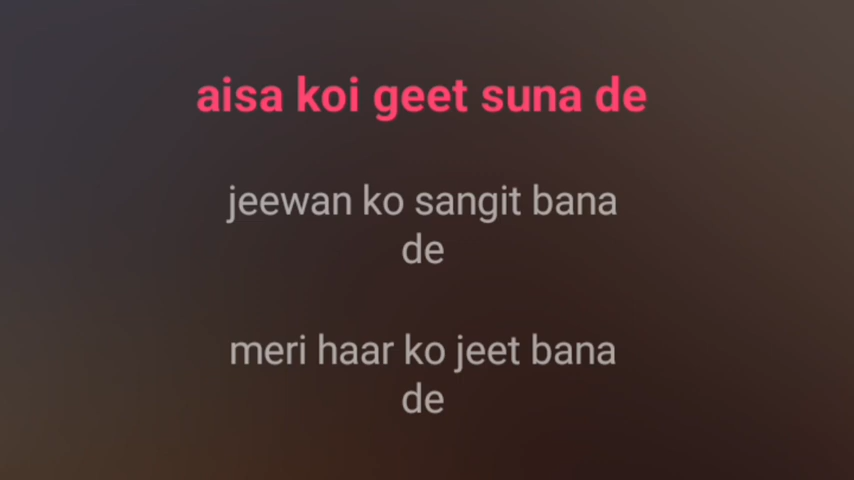 aisa koi geet suna de
jeewan ko sangit bana
de
meri haar ko jeet bana
de